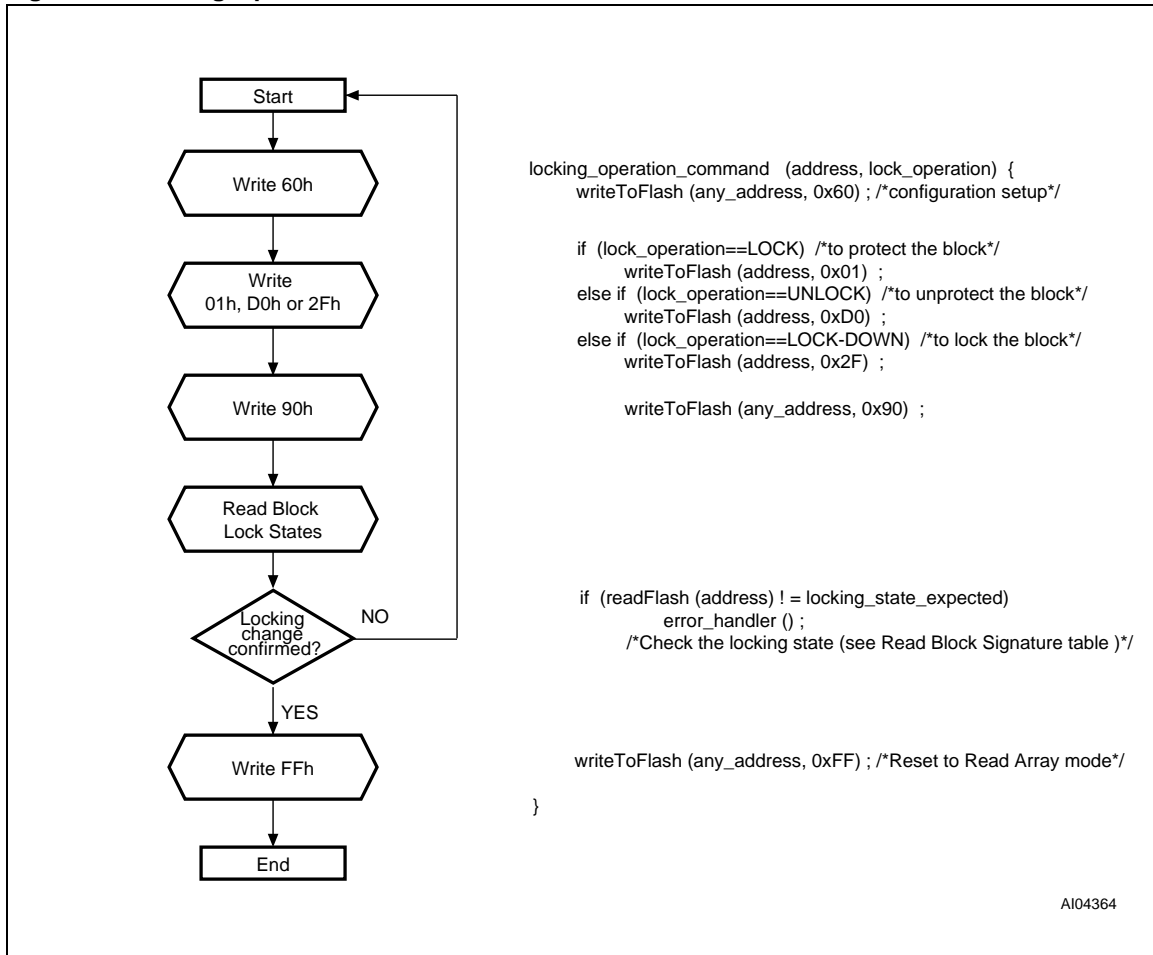 Start
Write 60h
Write
01h, D0h or 2Fh
Write 90h
Read Block
Lock States
Locking
change
confirmed?
NO
YES
Write FFh
End
locking_operation_command (address, lock_operation) {
writeToFlash (any_address, 0x60) ; /*configuration setup*/
if (lock_operation==LOCK) /*to protect the block*/
writeToFlash (address, 0x01) ;
else if (lock_operation==UNLOCK) /*to unprotect the block*/
writeToFlash (address, 0xD0) ;
else if (lock_operation==LOCK-DOWN) /*to lock the block*/
writeToFlash (address, 0x2F) ;
writeToFlash (any_address, 0x90) ;
if (readFlash (address) ! = locking_state_expected)
error_handler () ;
/*Check the locking state (see Read Block Signature table )*/
writeToFlash (any_address, 0xFF) ; /*Reset to Read Array mode*/
}
AI04364